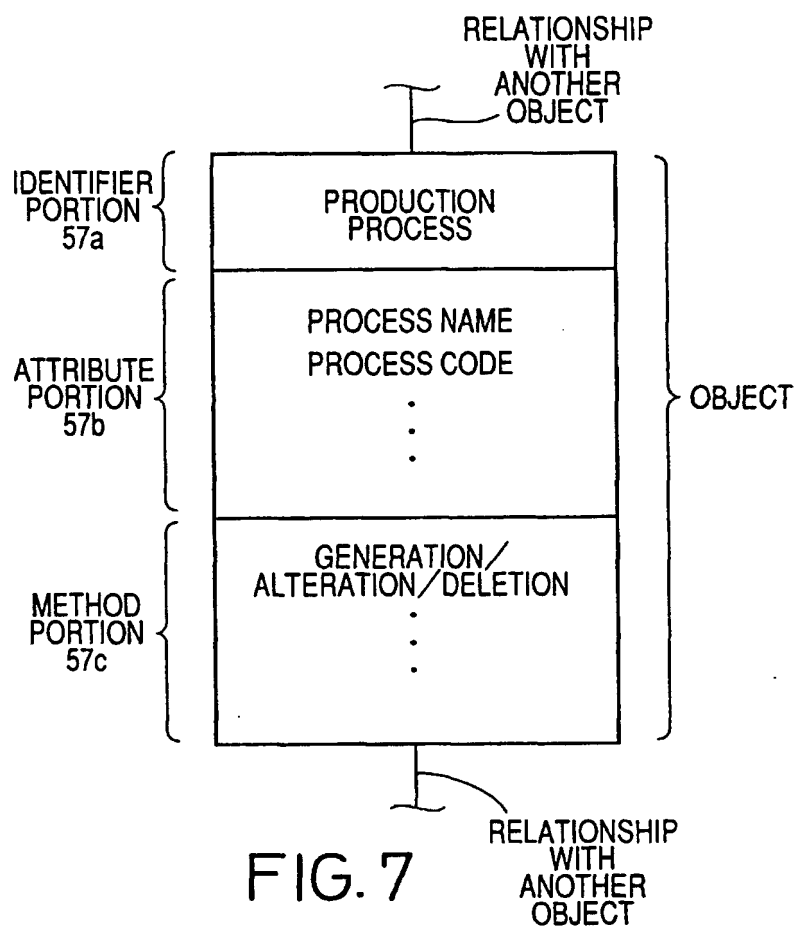 RELATIONSHIP
WITH
ANOTHER
OBJECT
IDENTIFIER
PORTION
57a
PRODUCTION
PROCESS
ATTRIBUTE
PORTION
57b
PROCESS NAME
PROCESS CODE
OBJECT
METHOD
PORTION
57c
GENERATION/
ALTERATION/DELETION
RELATIONSHIP
WITH
ANOTHER
OBJECT
FIG. 7